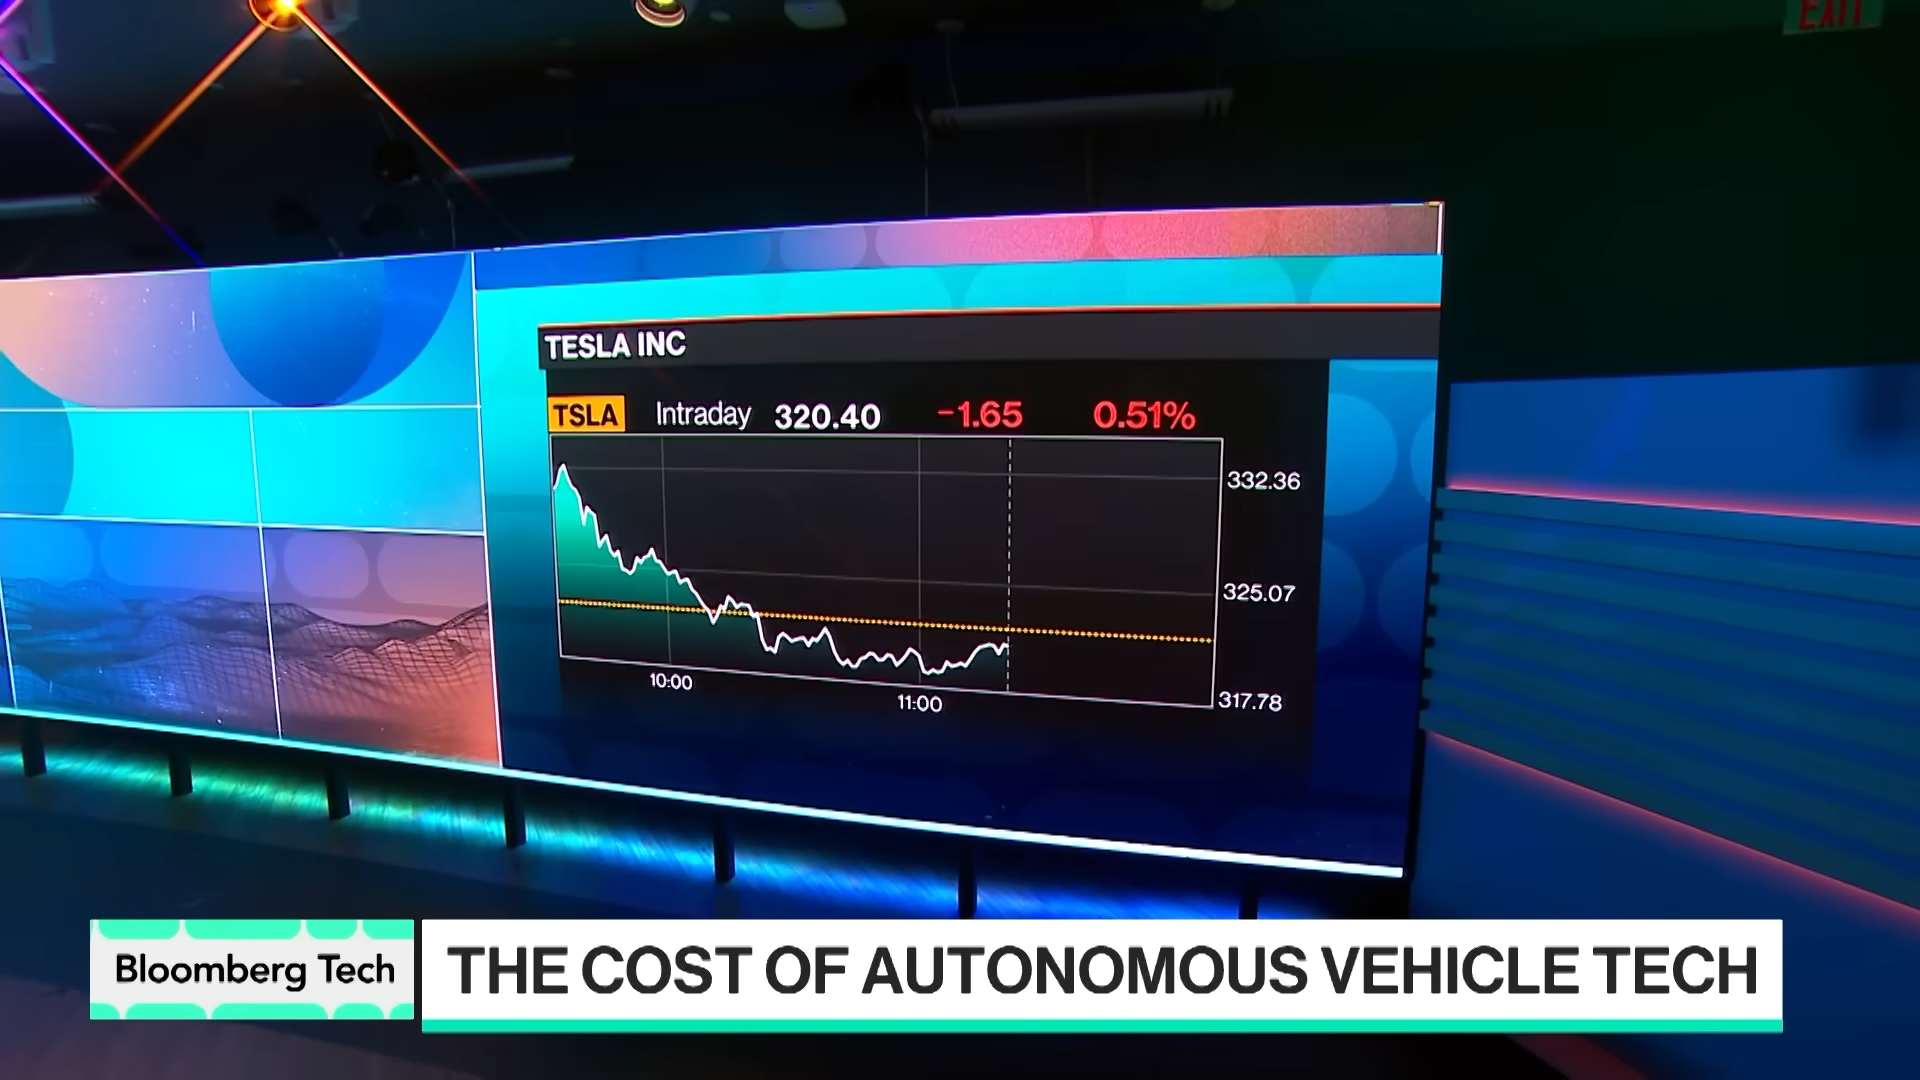 EXIT
TESLA INC
TSLA Intraday 320.40 -1.65 0.51%
332.36
325.07
317.78
10:00
11:00
Bloomberg Tech
THE COST OF AUTONOMOUS VEHICLE TECH